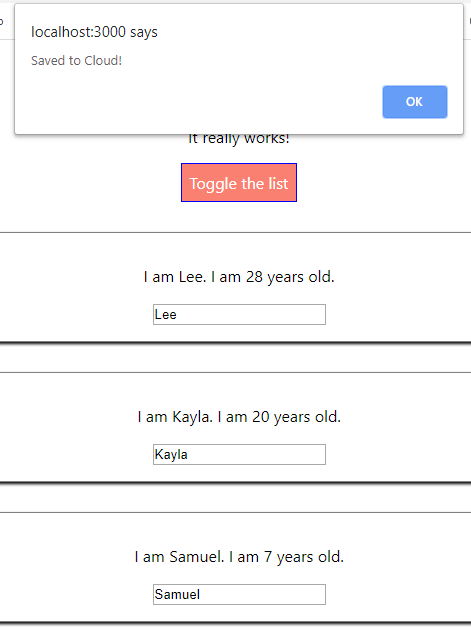 localhost:3000 says
Saved to Cloud!
OK
It really works!
Toggle the list
I am Lee. I am 28 years old.
Lee
I am Kayla. I am 20 years old.
Kayla
I am Samuel. I am 7 years old.
Samuel